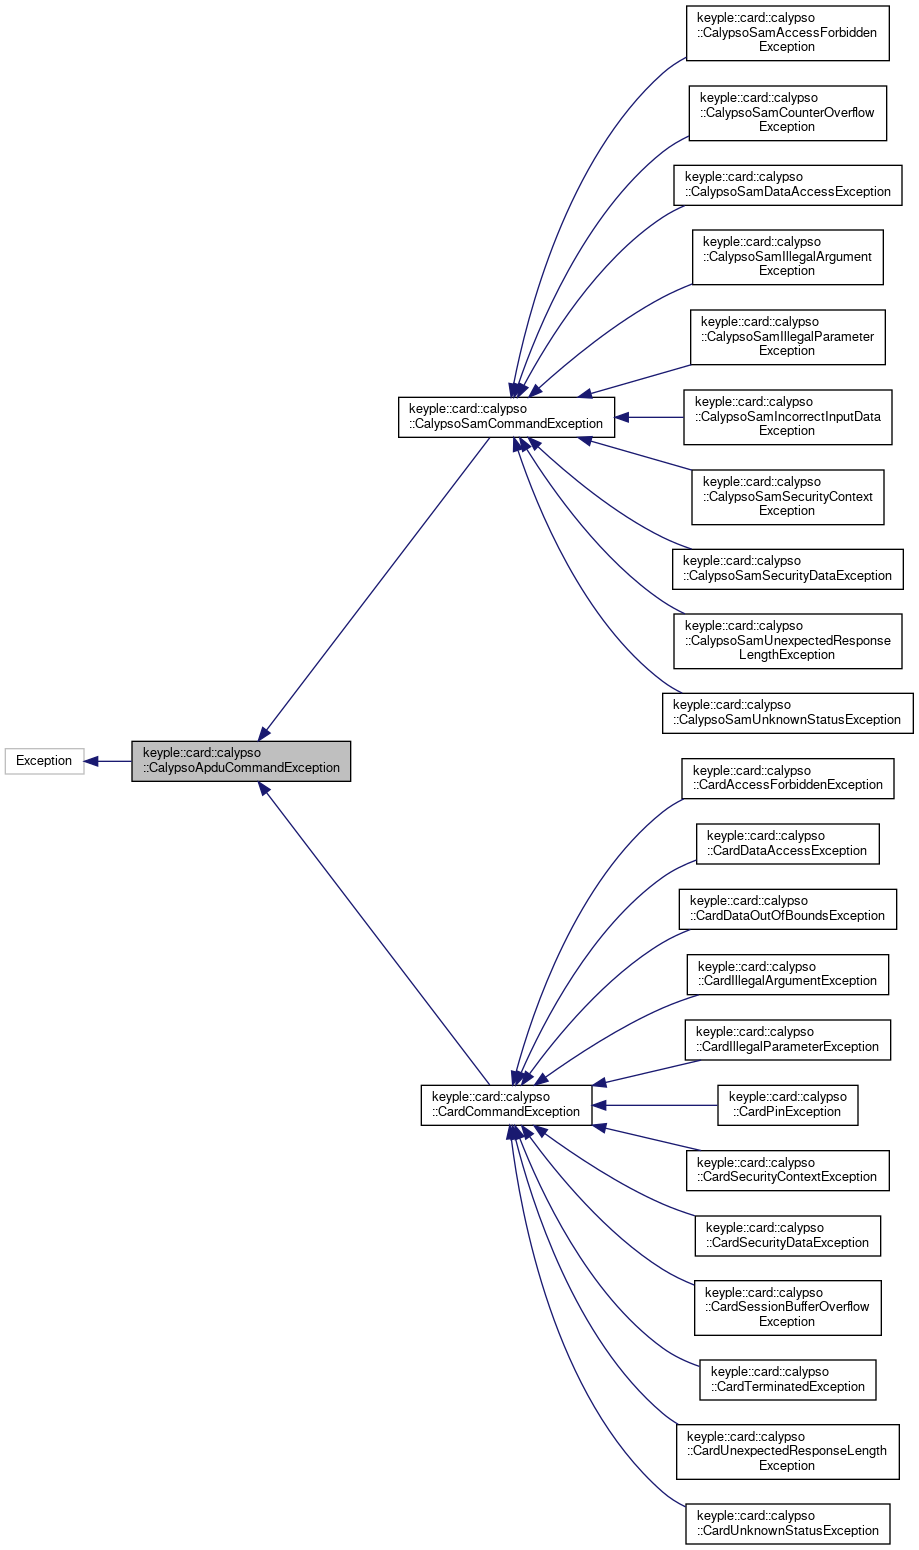 keyple::card::calypso
::CalypsoSamAccessForbidden
Exception
keyple::card::calypso
::CalypsoSamCounterOverflow
Exception
keyple::card::calypso
::CalypsoSamDataAccessException
keyple::card::calypso
::CalypsoSamIllegalArgument
Exception
keyple::card::calypso
::CalypsoSamIllegalParameter
Exception
keyple::card::calypso
::CalypsoSamCommandException
keyple::card::calypso
::CalypsoSamIncorrectInputData
Exception
keyple::card::calypso
::CalypsoSamSecurityContext
Exception
keyple::card::calypso
::CalypsoSamSecurityDataException
keyple::card::calypso
::CalypsoSamUnexpectedResponse
LengthException
keyple::card::calypso
::CalypsoSamUnknownStatusException
Exception
keyple::card::calypso
::CalypsoApduCommandException
keyple::card::calypso
::CardAccessForbiddenException
keyple::card::calypso
::CardDataAccessException
keyple::card::calypso
::CardDataOutOfBoundsException
keyple::card::calypso
::CardIllegalArgumentException
keyple::card::calypso
::CardIllegalParameterException
keyple::card::calypso
::CardCommandException
keyple::card::calypso
::CardPinException
keyple::card::calypso
::CardSecurityContextException
keyple::card::calypso
::CardSecurityDataException
keyple::card::calypso
::CardSessionBufferOverflow
Exception
keyple::card::calypso
::CardTerminatedException
keyple::card::calypso
::CardUnexpectedResponseLength
Exception
keyple::card::calypso
::CardUnknownStatusException